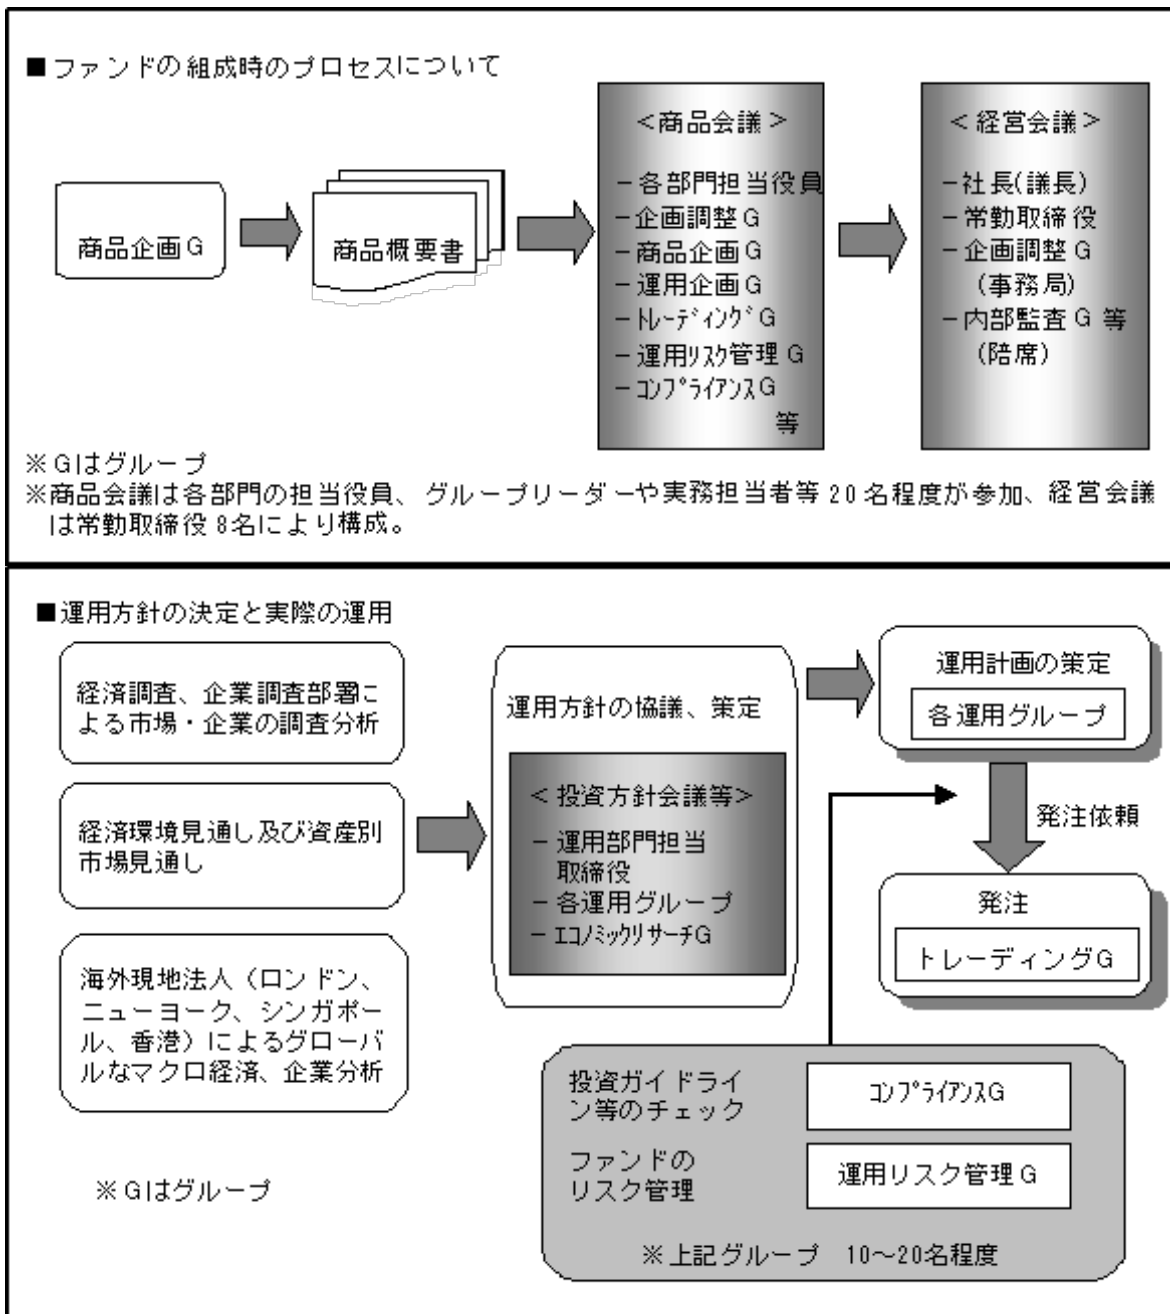 ■ファンドの組成時のプロセスについて
商品企画G
商品概要書
＜商品会議＞
－各部門担当役員
－企画調整G
－商品企画G
－運用企画G
－ﾄﾚｰﾃﾞｨﾝｸﾞG
－運用ﾘｽｸ管理G
－ｺﾝﾌﾟﾗｲｱﾝｽG
等
＜経営会議＞
－社長(議長)
－常勤取締役
－企画調整G
(事務局)
－内部監査G 等
(陪席)
※Gはグループ
※商品会議は各部門の担当役員、グループリーダーや実務担当者等20名程度が参加、経営会議
は常勤取締役8名により構成。
■運用方針の決定と実際の運用
経済調査、企業調査部署に
よる市場・企業の調査分析
経済環境見通し及び資産別
市場見通し
海外現地法人（ロンドン、
ニューヨーク、シンガポー
ル、香港）によるグローバ
ルなマクロ経済、企業分析
※Gはグループ
運用方針の協議、策定
＜投資方針会議等＞
－運用部門担当
取締役
－各運用グループ
－ｴｺﾉﾐｯｸﾘｻｰﾁG
運用計画の策定
各運用グループ
発注依頼
発注
トレーディングG
投資ガイドライ
ン等のチェック
ｺﾝﾌﾟﾗｲｱﾝｽG
ファンドの
リスク管理
運用リスク管理G
※上記グループ　10～20名程度